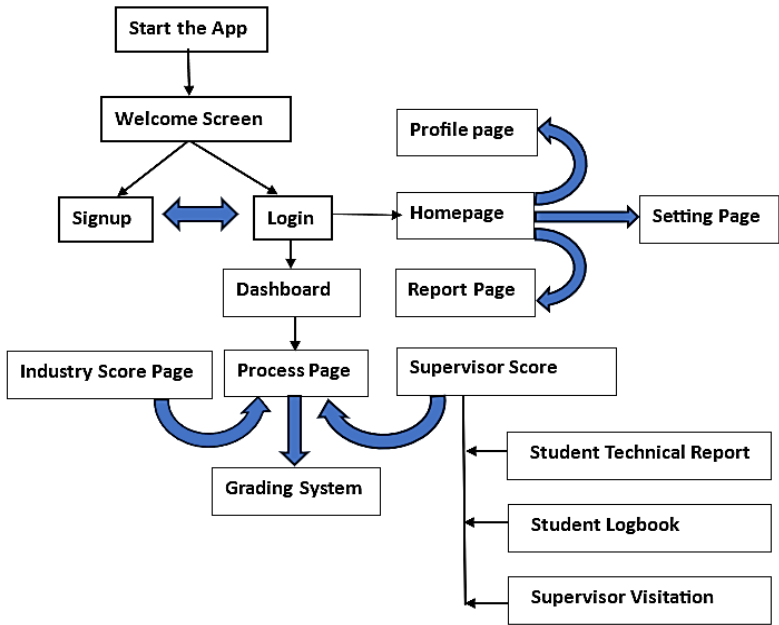 Start the App
Welcome Screen
Profile page
Signup
Login
Homepage
Setting Page
Dashboard
Report Page
Industry Score Page
Process Page
Supervisor Score
Student Technical Report
Grading System
Student Logbook
Supervisor Visitation